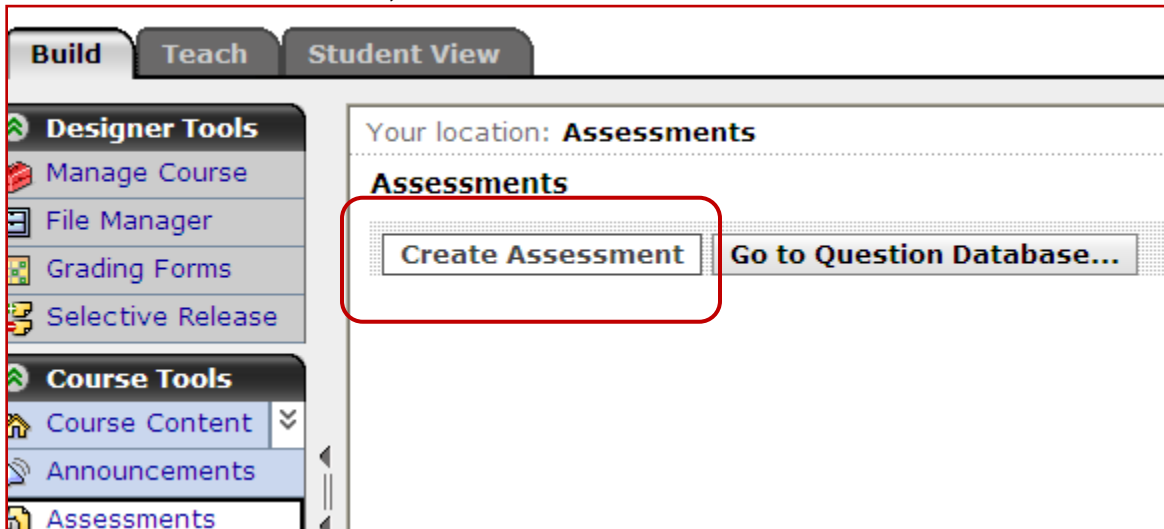 Build Teach Student View
Designer Tools
Manage Course
File Manager
Grading Forms
Selective Release
Course Tools
Course Content
Announcements
Assessments
Your location: Assessments
Assessments
Create Assessment Go to Question Database...